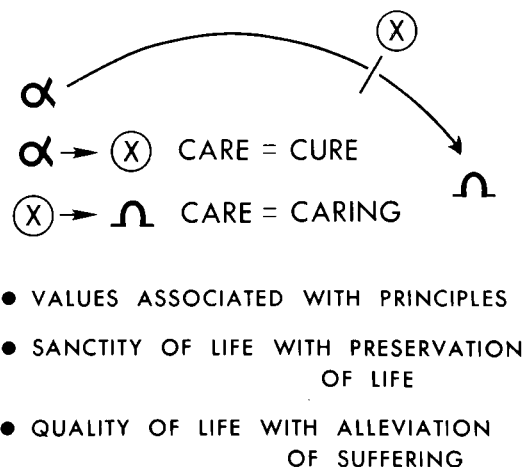 Ⓧ
α
α → Ⓧ CARE = CURE
Ω
Ⓧ → Ω CARE = CARING
● VALUES ASSOCIATED WITH PRINCIPLES
● SANCTITY OF LIFE WITH PRESERVATION
OF LIFE
● QUALITY OF LIFE WITH ALLEVIATION
OF SUFFERING